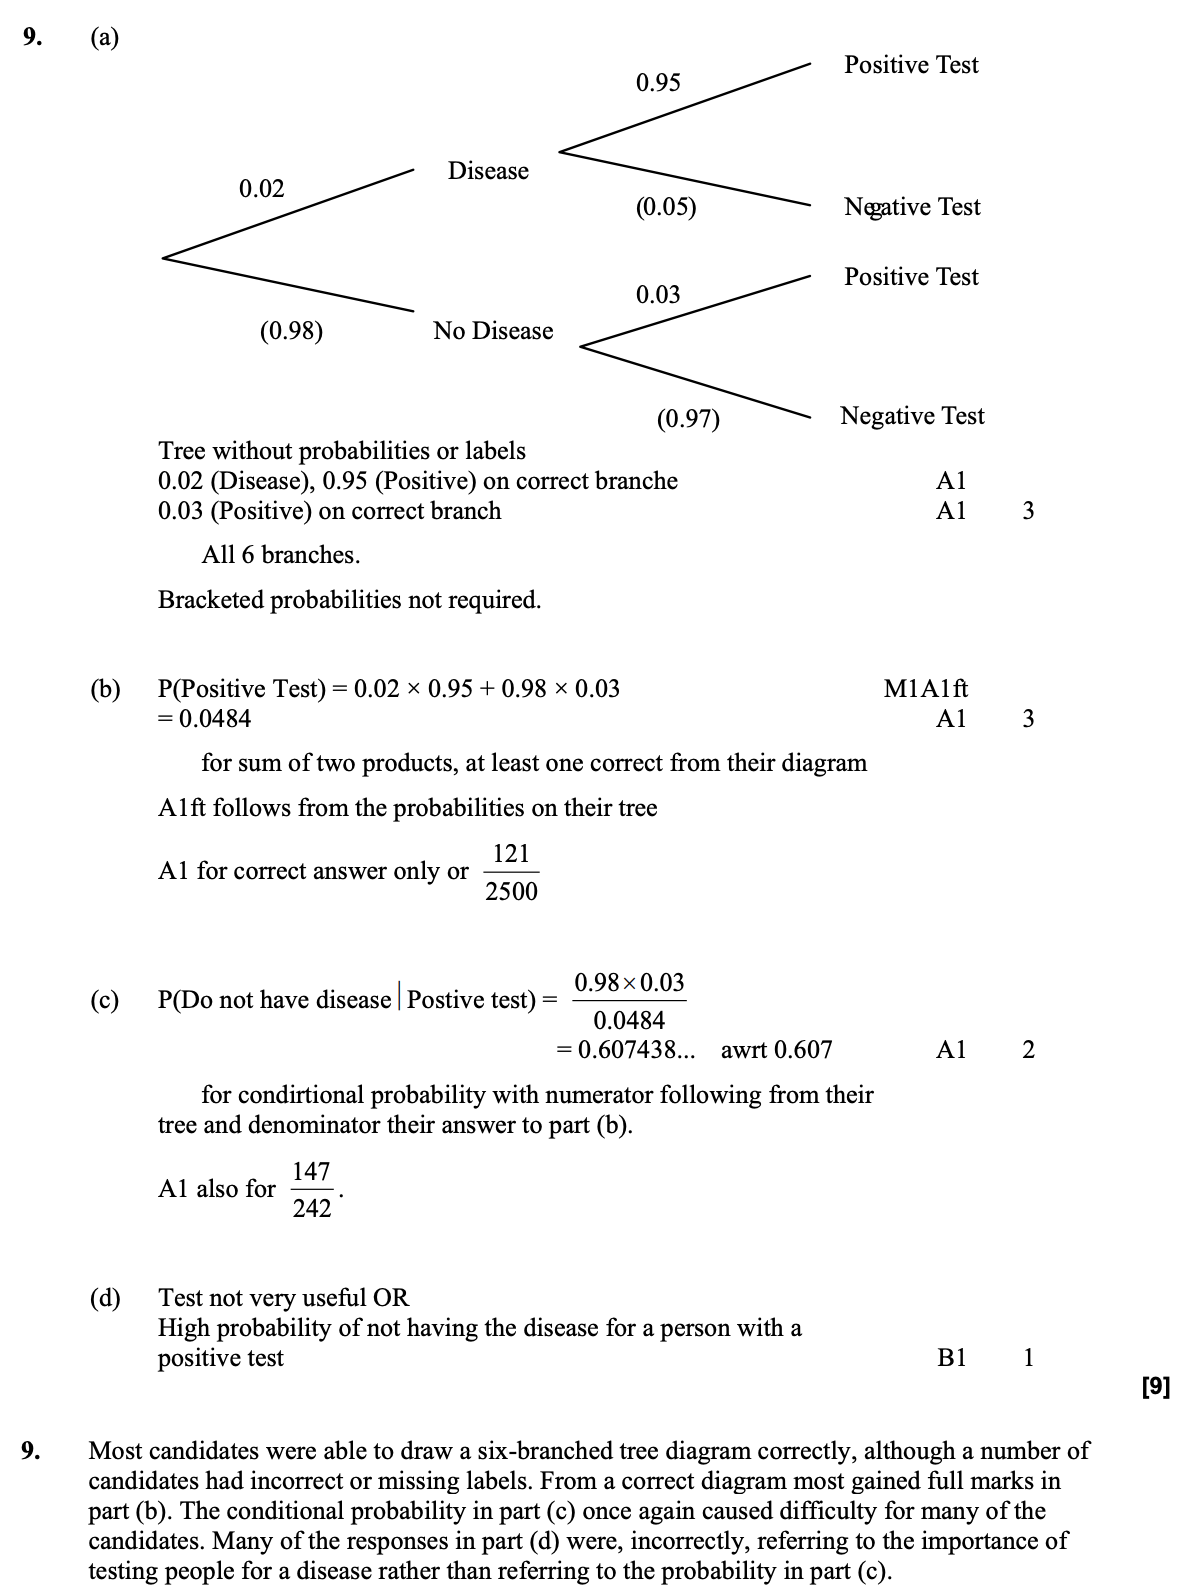 9. (a)
Positive Test
0.95
Disease
0.02
(0.05)
Negative Test
Positive Test
0.03
(0.98)
No Disease
(0.97)
Negative Test
Tree without probabilities or labels
0.02 (Disease), 0.95 (Positive) on correct branche A1
0.03 (Positive) on correct branch A1 3
All 6 branches.
Bracketed probabilities not required.
(b) P(Positive Test) = 0.02 × 0.95 + 0.98 × 0.03 M1A1ft
= 0.0484 A1 3
for sum of two products, at least one correct from their diagram
A1ft follows from the probabilities on their tree
A1 for correct answer only or 121/2500
(c) P(Do not have disease | Postive test) = 0.98×0.03/0.0484
= 0.607438... awrt 0.607 A1 2
for condirtional probability with numerator following from their
tree and denominator their answer to part (b).
A1 also for 147/242.
(d) Test not very useful OR
High probability of not having the disease for a person with a
positive test B1 1
[9]
9. Most candidates were able to draw a six-branched tree diagram correctly, although a number of
candidates had incorrect or missing labels. From a correct diagram most gained full marks in
part (b). The conditional probability in part (c) once again caused difficulty for many of the
candidates. Many of the responses in part (d) were, incorrectly, referring to the importance of
testing people for a disease rather than referring to the probability in part (c).